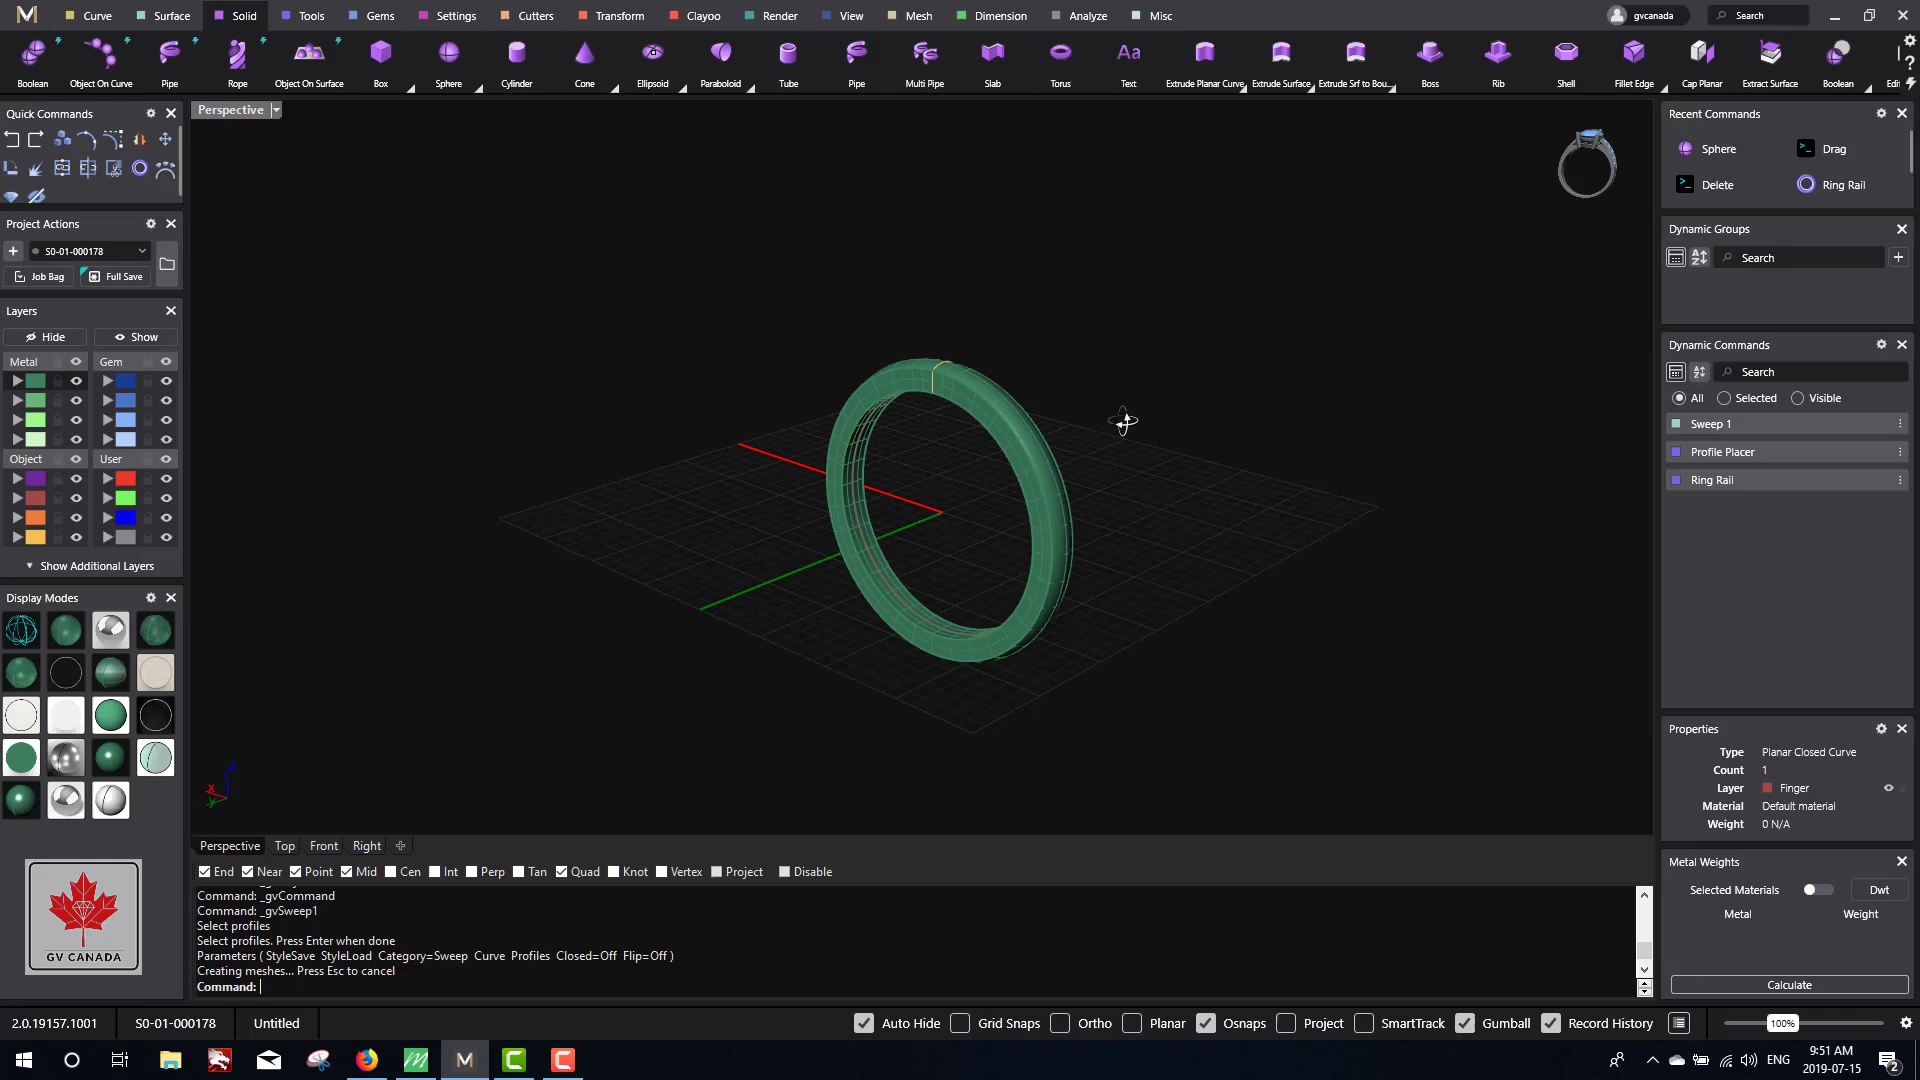 Curve Surface Solid Tools Gems Settings Cutters Transform Clayoo Render View Mesh Dimension Analyze Misc gvcanada Search
Boolean Object On Curve Pipe Rope Object On Surface Box Sphere Cylinder Cone Ellipsoid Paraboloid Tube Pipe Multi Pipe Slab Torus Text Extrude Planar Curve Extrude Surface Extrude Srf to Bou... Boss Rib Shell Fillet Edge Cap Planar Extract Surface Boolean
Aa
Quick Commands
Project Actions
S0-01-000178
Job Bag Full Save
Layers
Hide Show
Metal Gem
Object User
Show Additional Layers
Display Modes
GV CANADA
Perspective
x y z
Perspective Top Front Right
End Near Point Mid Cen Int Perp Tan Quad Knot Vertex Project Disable
Command: _gvCommand
Command: _gvSweep1
Select profiles
Select profiles. Press Enter when done
Parameters ( StyleSave StyleLoad Category=Sweep Curve Profiles Closed=Off Flip=Off )
Creating meshes... Press Esc to cancel
Command:
Recent Commands
Sphere Drag
Delete Ring Rail
Dynamic Groups
Search
Dynamic Commands
Search
All Selected Visible
Sweep 1
Profile Placer
Ring Rail
Properties
Type Planar Closed Curve
Count 1
Layer Finger
Material Default material
Weight 0 N/A
Metal Weights
Selected Materials Dwt
Metal Weight
Calculate
2.0.19157.1001 S0-01-000178 Untitled Auto Hide Grid Snaps Ortho Planar Osnaps Project SmartTrack Gumball Record History 100%
ENG 9:51 AM
2019-07-15
2